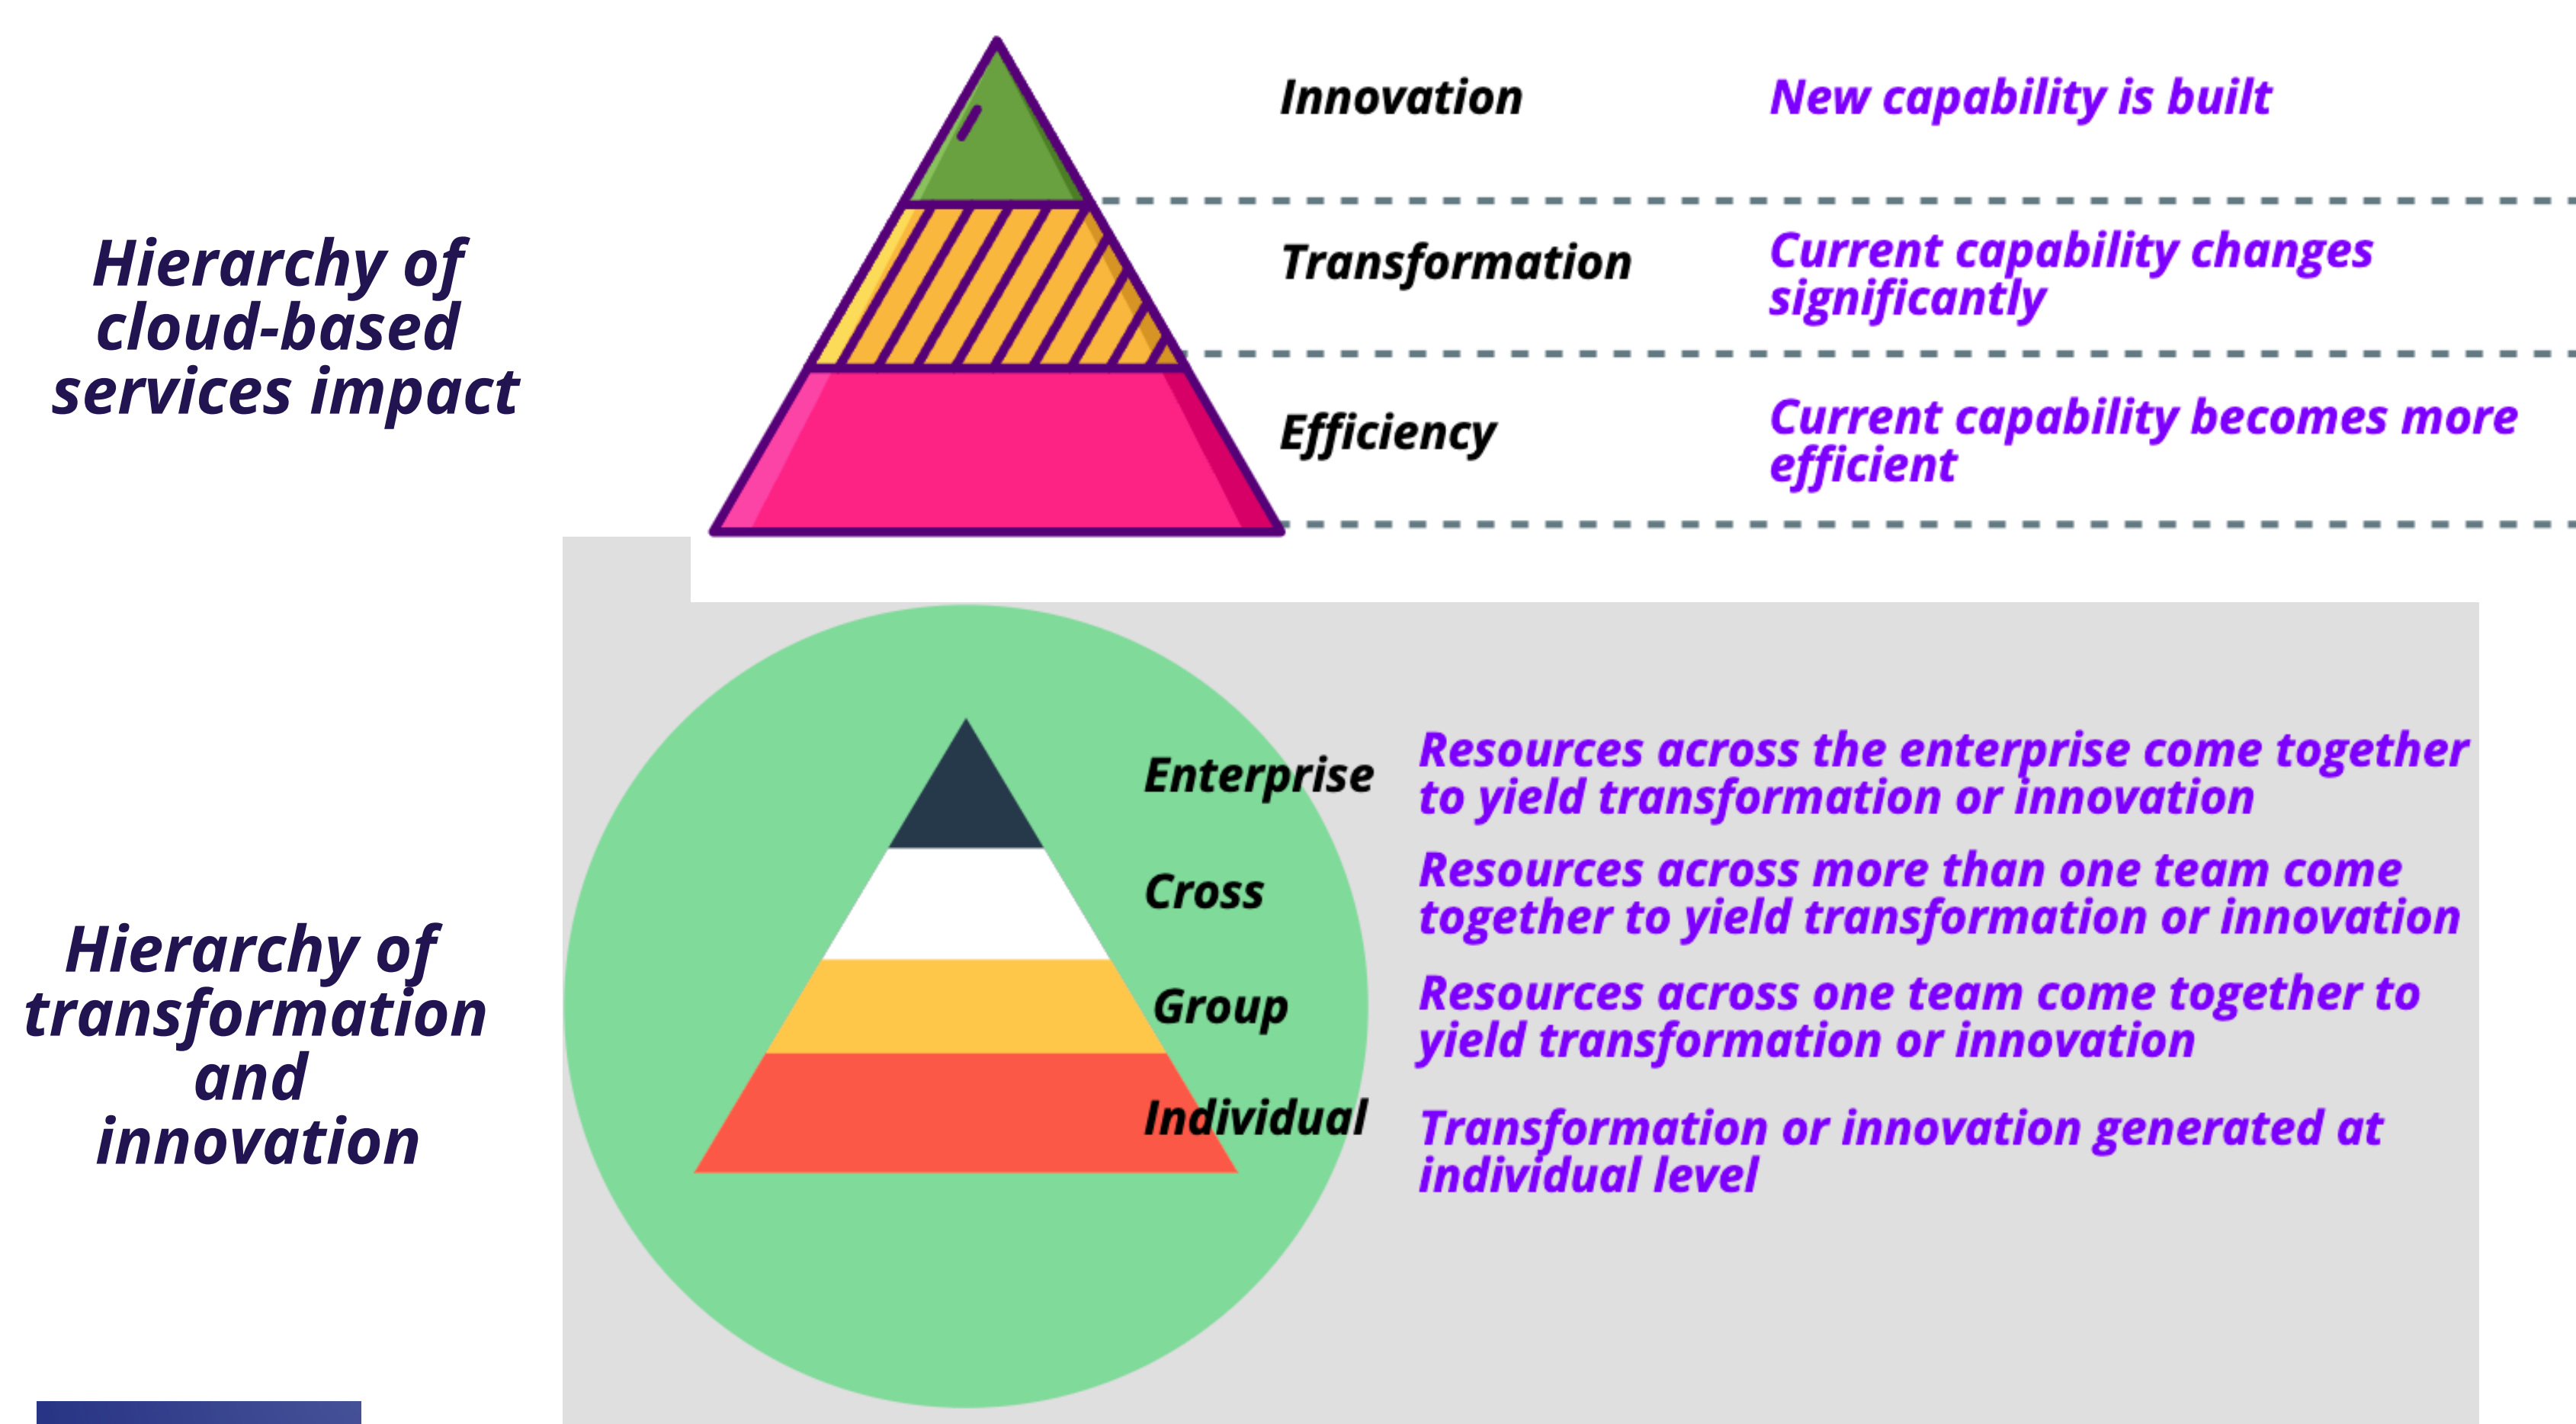 Hierarchy of
cloud-based
services impact
Innovation
New capability is built
Transformation
Current capability changes
significantly
Efficiency
Current capability becomes more
efficient
Hierarchy of
transformation
and
innovation
Enterprise
Resources across the enterprise come together
to yield transformation or innovation
Cross
Resources across more than one team come
together to yield transformation or innovation
Group
Resources across one team come together to
yield transformation or innovation
Individual
Transformation or innovation generated at
individual level